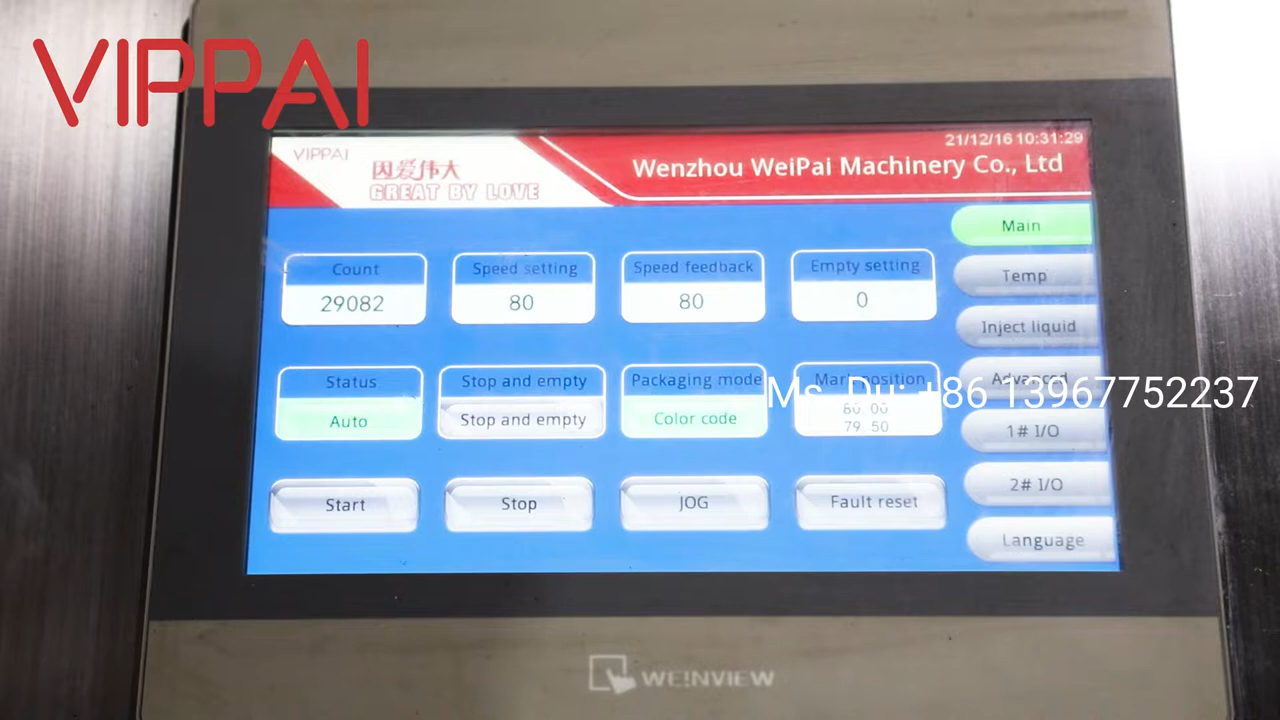 VIPPAI
21/12/16 10:31:29
VIPPAI
因爱伟大
GREAT BY LOVE
Wenzhou WeiPai Machinery Co., Ltd
Main
Count
Speed setting
Speed feedback
Empty setting
29082
80
80
0
Temp
Inject liquid
Status
Stop and empty
Packaging mode
Mark position
Advanced
Ms. Du: +86 13967752237
Auto
Stop and empty
Color code
80.00
79.50
1# I/O
2# I/O
Start
Stop
JOG
Fault reset
Language
WE!NVIEW